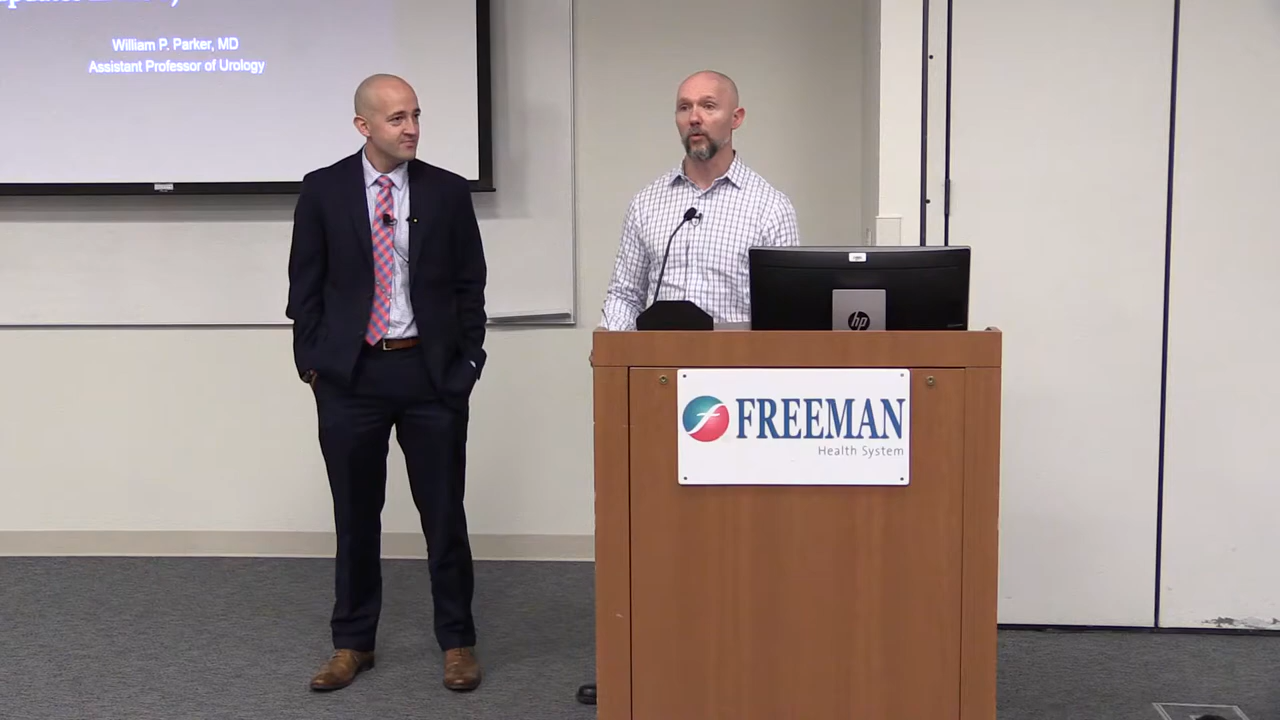 William P. Parker, MD
Assistant Professor of Urology
hp
FREEMAN
Health System